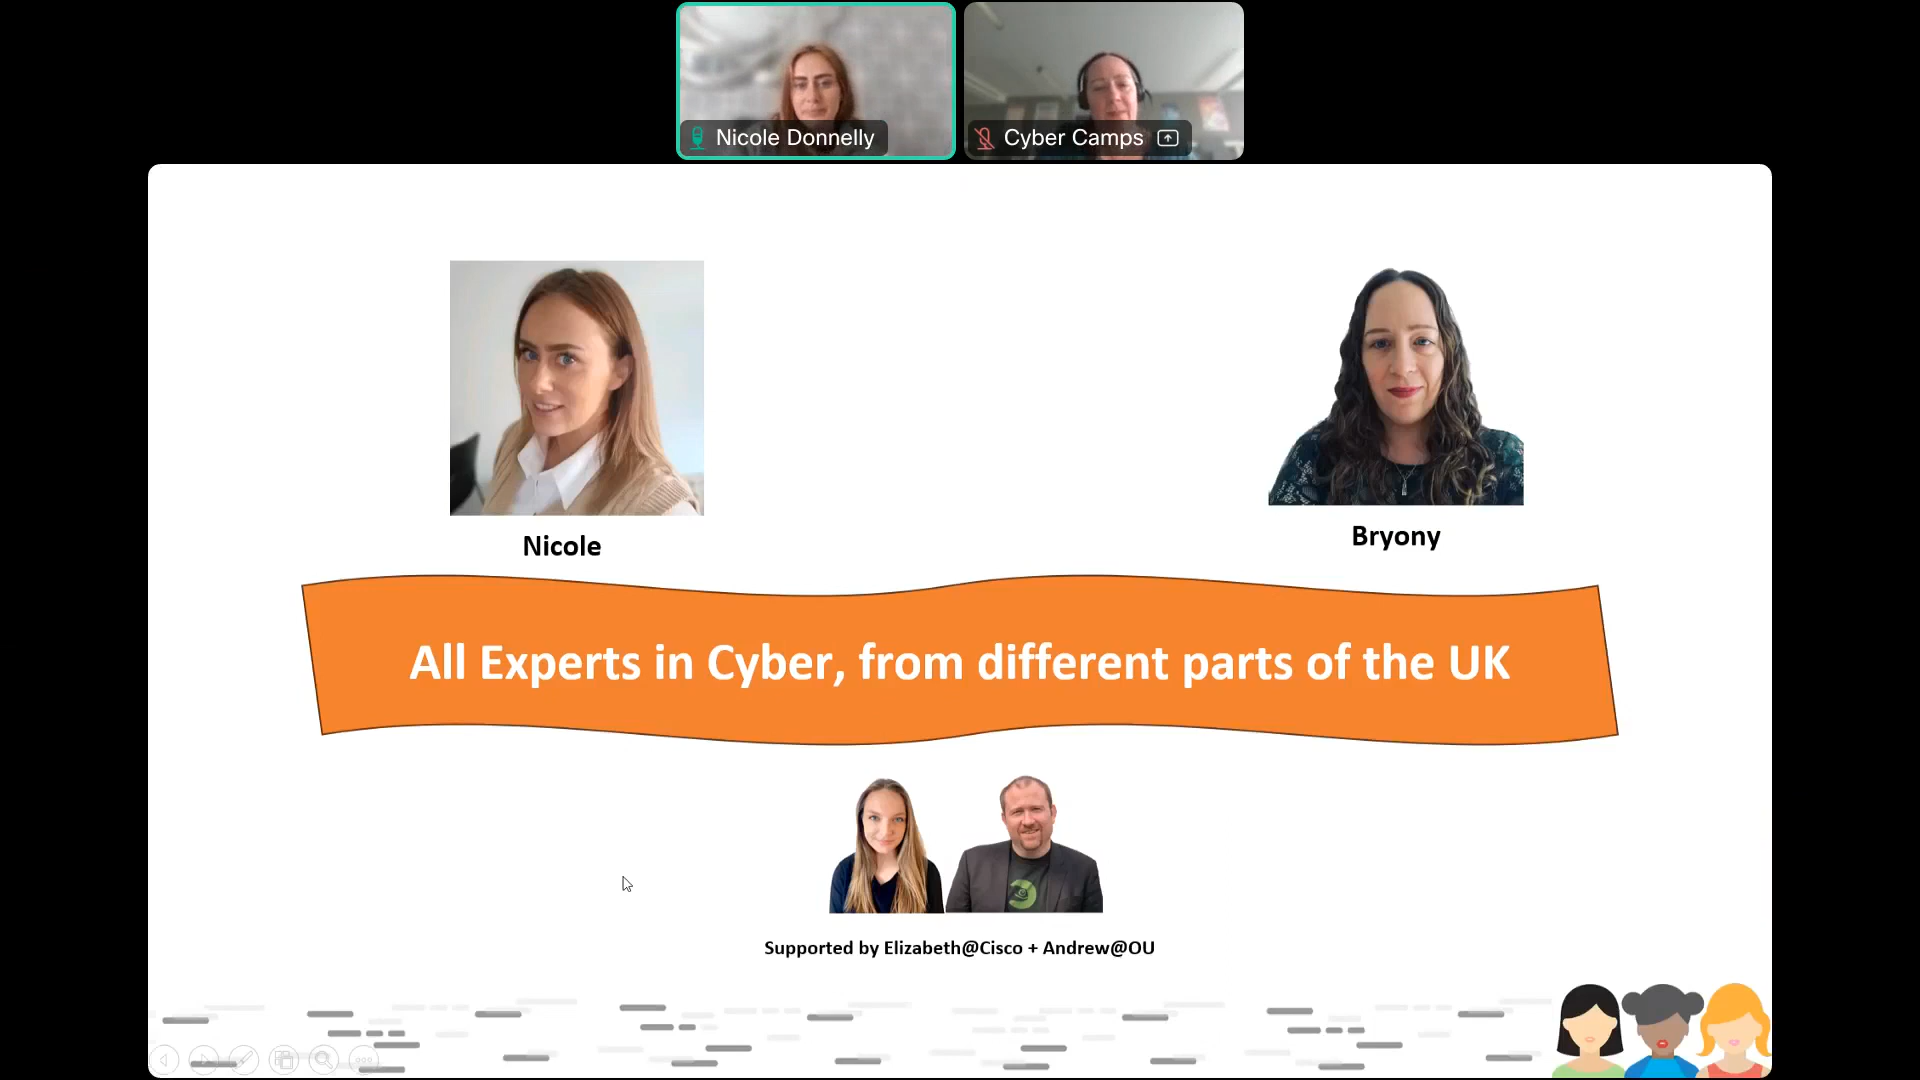 Nicole Donnelly
Cyber Camps
Nicole
Bryony
All Experts in Cyber, from different parts of the UK
Supported by Elizabeth@Cisco + Andrew@OU